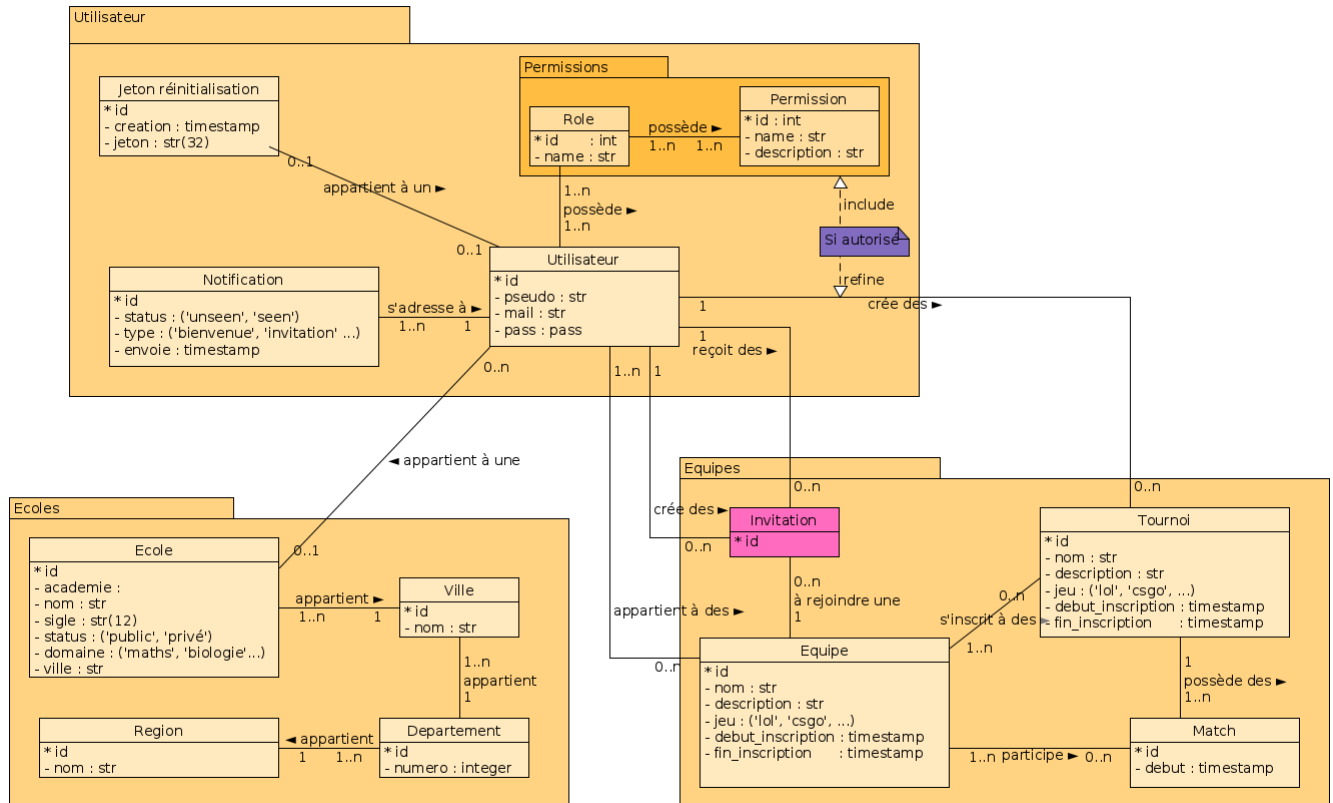 Utilisateur
Jeton réinitialisation
* id
- creation : timestamp
- jeton : str(32)
Permissions
Role
* id : int
- name : str
possède ►
1..n 1..n
Permission
* id : int
- name : str
- description : str
0..1
appartient à un ►
0..1
1..n
possède ►
1..n
include
Si autorisé
refine
Notification
* id
- status : ('unseen', 'seen')
- type : ('bienvenue', 'invitation' ...)
- envoie : timestamp
s'adresse à ►
1..n 1
Utilisateur
* id
- pseudo : str
- mail : str
- pass : pass
1
crée des ►
1
reçoit des ►
0..n
1..n
1
◄ appartient à une
0..1
Ecoles
Ecole
* id
- academie :
- nom : str
- sigle : str(12)
- status : ('public', 'privé')
- domaine : ('maths', 'biologie'...)
- ville : str
appartient ►
1..n 1
Ville
* id
- nom : str
1..n
appartient
1
Region
* id
- nom : str
◄ appartient
1 1..n
Departement
* id
- numero : integer
Equipes
0..n
0..n
crée des ►
0..n
Invitation
* id
0..n
à rejoindre une
1
appartient à des ►
0..n
Tournoi
* id
- nom : str
- description : str
- jeu : ('lol', 'csgo', ...)
- debut_inscription : timestamp
- fin_inscription : timestamp
0..n
s'inscrit à des ►
1..n
Equipe
* id
- nom : str
- description : str
- jeu : ('lol', 'csgo', ...)
- debut_inscription : timestamp
- fin_inscription : timestamp
1
possède des ►
1..n
1..n participe ► 0..n
Match
* id
- debut : timestamp